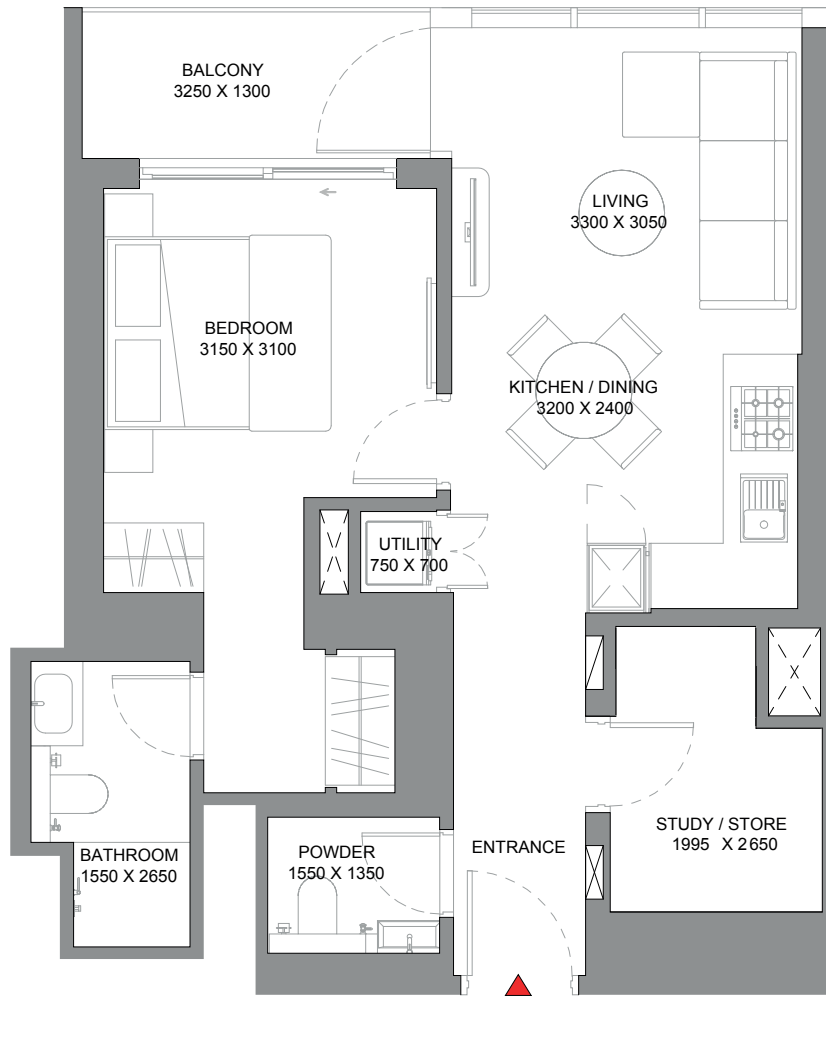 BALCONY
3250 X 1300
LIVING
3300 X 3050
BEDROOM
3150 X 3100
KITCHEN / DINING
3200 X 2400
UTILITY
750 X 700
STUDY / STORE
1995 X 2650
ENTRANCE
POWDER
1550 X 1350
BATHROOM
1550 X 2650